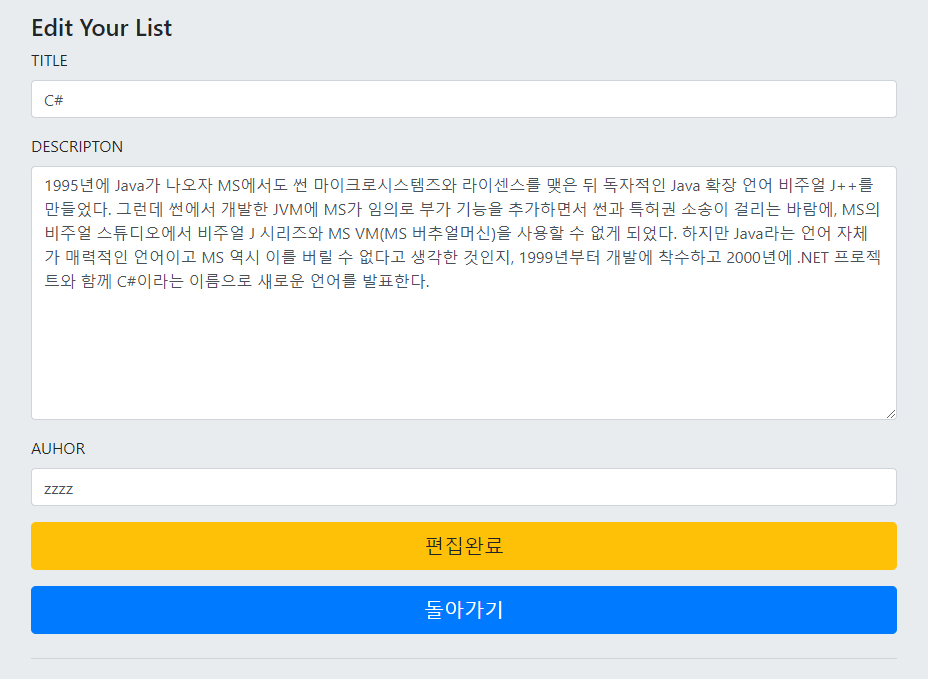 Edit Your List
TITLE
C#
DESCRIPTON
1995년에 Java가 나오자 MS에서도 썬 마이크로시스템즈와 라이센스를 맺은 뒤 독자적인 Java 확장 언어 비주얼 J++를
만들었다. 그런데 썬에서 개발한 JVM에 MS가 임의로 부가 기능을 추가하면서 썬과 특허권 소송이 걸리는 바람에, MS의
비주얼 스튜디오에서 비주얼 J 시리즈와 MS VM(MS 버추얼머신)을 사용할 수 없게 되었다. 하지만 Java라는 언어 자체
가 매력적인 언어이고 MS 역시 이를 버릴 수 없다고 생각한 것인지, 1999년부터 개발에 착수하고 2000년에 .NET 프로젝
트와 함께 C#이라는 이름으로 새로운 언어를 발표한다.
AUHOR
zzzz
편집완료
돌아가기